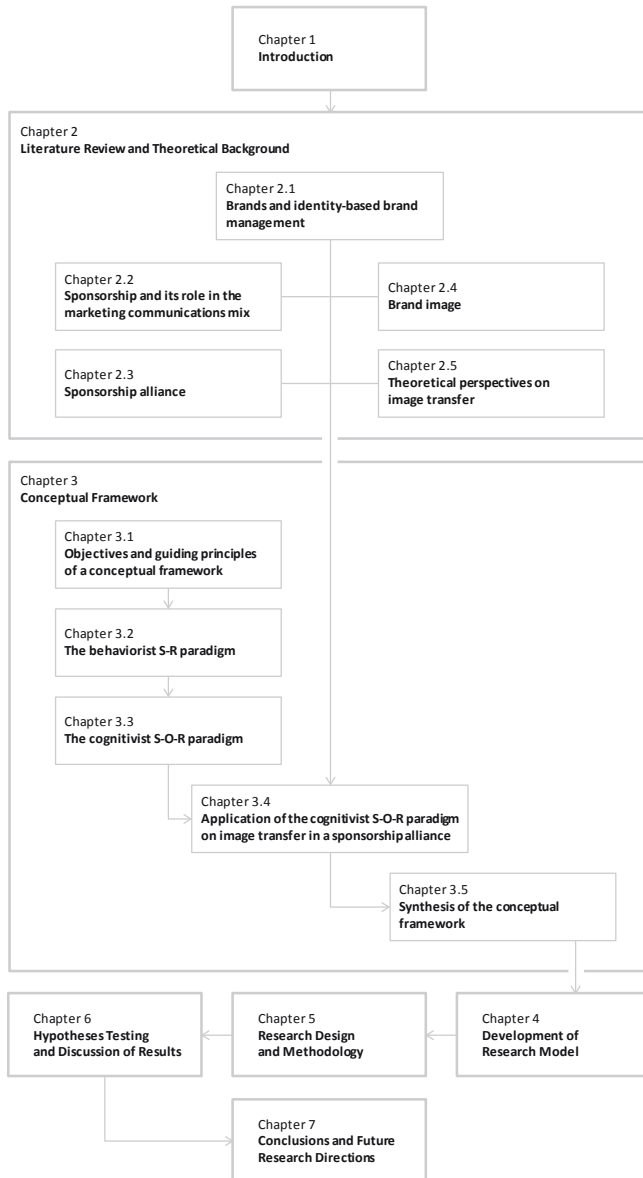 Chapter 1
Introduction
Chapter 2
Literature Review and Theoretical Background
Chapter 2.1
Brands and identity-based brand
management
Chapter 2.2
Sponsorship and its role in the
marketing communications mix
Chapter 2.4
Brand image
Chapter 2.3
Sponsorship alliance
Chapter 2.5
Theoretical perspectives on
image transfer
Chapter 3
Conceptual Framework
Chapter 3.1
Objectives and guiding principles
of a conceptual framework
Chapter 3.2
The behaviorist S-R paradigm
Chapter 3.3
The cognitivist S-O-R paradigm
Chapter 3.4
Application of the cognitivist S-O-R paradigm
on image transfer in a sponsorship alliance
Chapter 3.5
Synthesis of the conceptual
framework
Chapter 6
Hypotheses Testing
and Discussion of Results
Chapter 5
Research Design
and Methodology
Chapter 4
Development of
Research Model
Chapter 7
Conclusions and Future
Research Directions